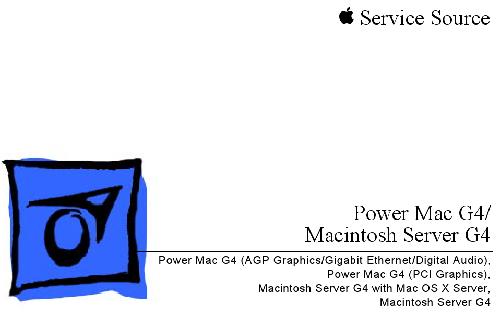 Service Source
Power Mac G4/
Macintosh Server G4
Power Mac G4 (AGP Graphics/Gigabit Ethernet/Digital Audio),
Power Mac G4 (PCI Graphics),
Macintosh Server G4 with Mac OS X Server,
Macintosh Server G4